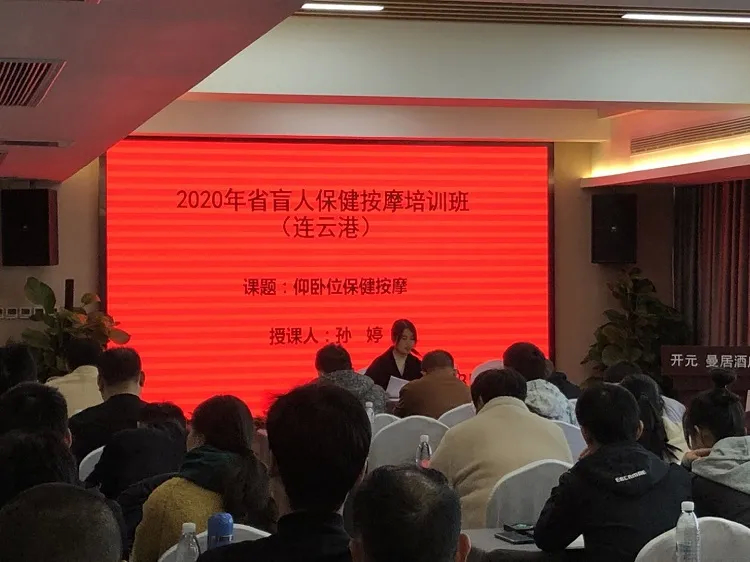 2020年省盲人保健按摩培训班
（连云港）
课题：仰卧位保健按摩
授课人：孙 婷
开元 曼居酒店